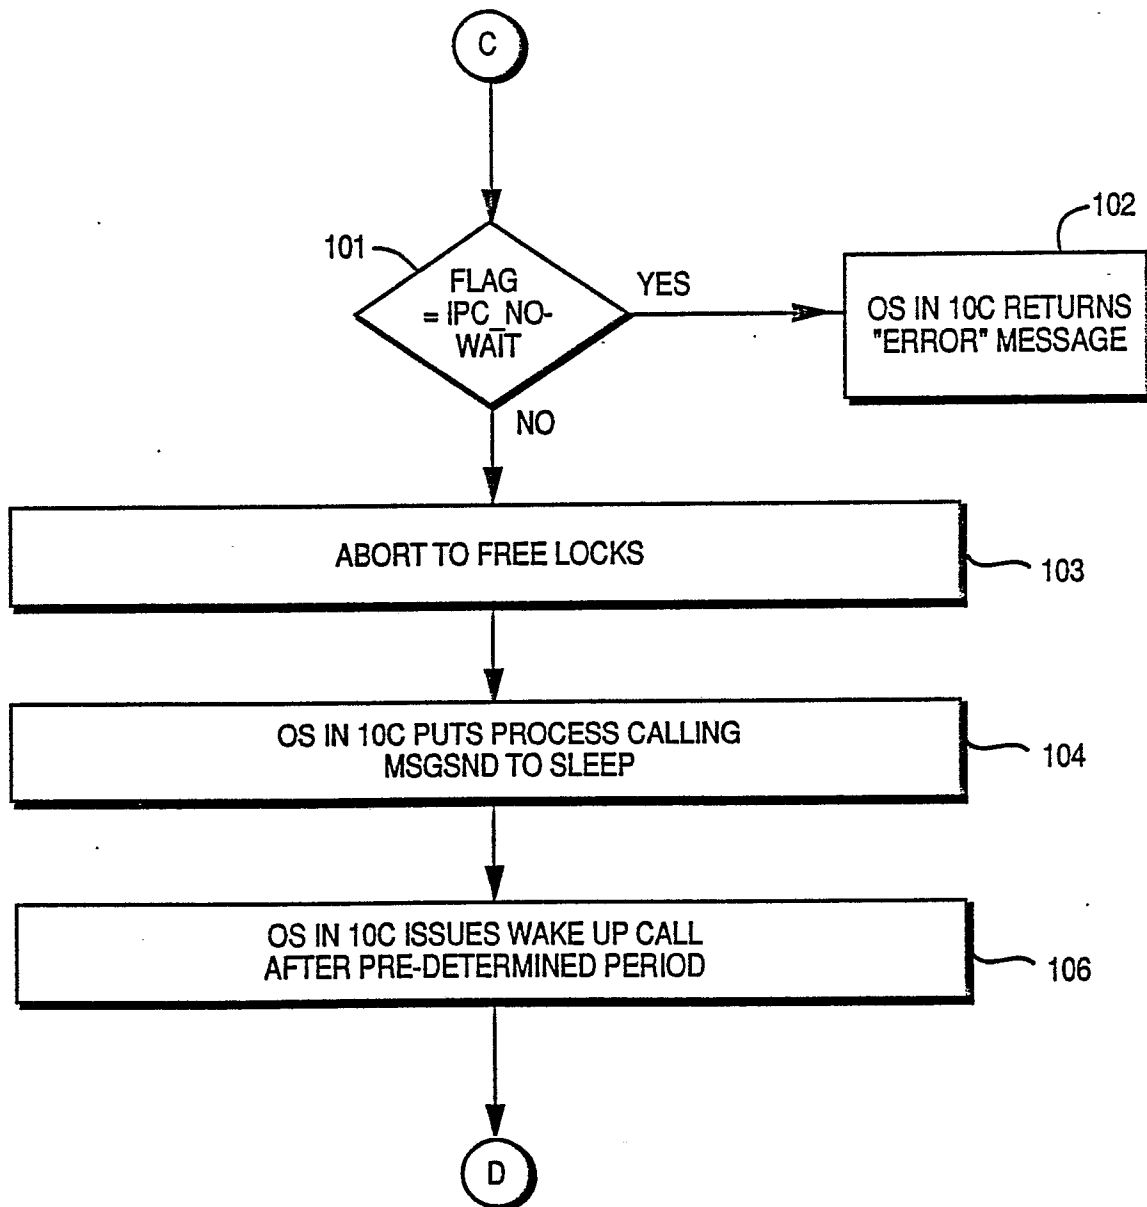 C
101
FLAG
= IPC_NO-
WAIT
YES
102
OS IN 10C RETURNS
"ERROR" MESSAGE
NO
ABORT TO FREE LOCKS
103
OS IN 10C PUTS PROCESS CALLING
MSGSND TO SLEEP
104
OS IN 10C ISSUES WAKE UP CALL
AFTER PRE-DETERMINED PERIOD
106
D